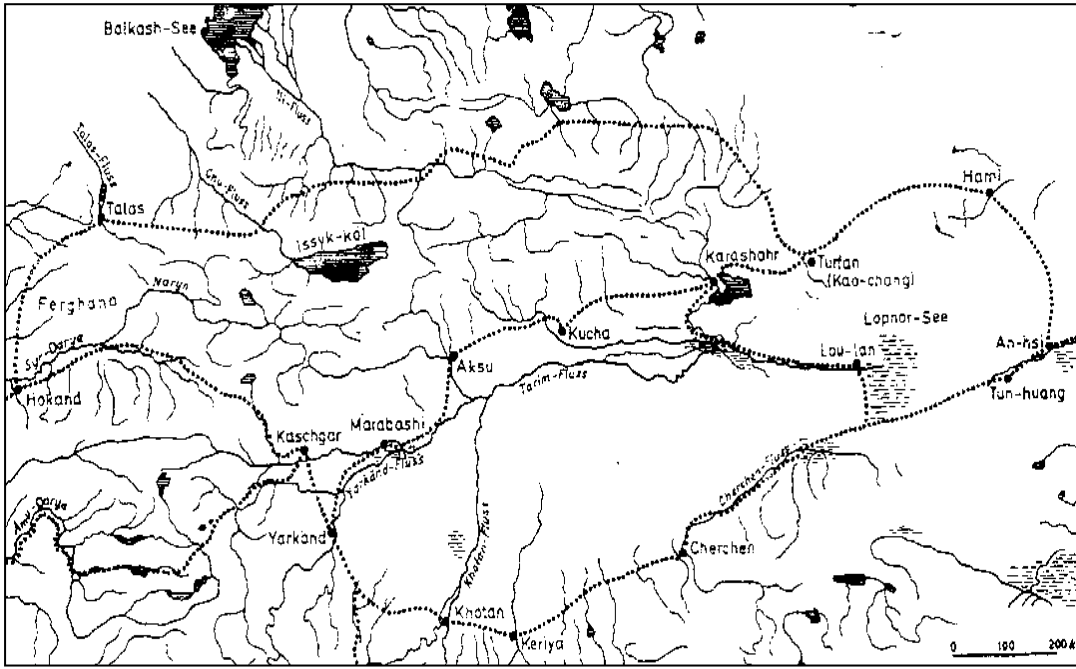 Balkash-See
Ili-Fluss
Talas-Fluss
Chu-Fluss
Hami
Talas
Issyk-köl
Karashahr
Turfan
(Kao-chang)
Naryn
Ferghana
Lopnor-See
Kucha
Syr Darya
Lou-lan
An-hsi
Aksu
Tarim-Fluss
Hokand
Tun-huang
Marabashi
Kaschgar
Yarkand-Fluss
Cherchen-Fluss
Amu-Darya
Yarkand
Khotan-Fluss
Cherchen
Khotan
Keriya
0 100 200 k